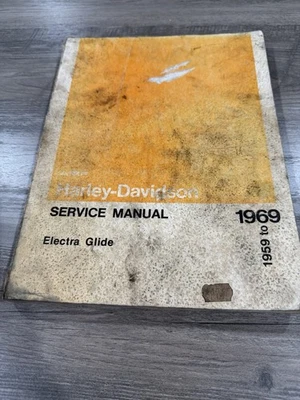 Harley-Davidson
SERVICE MANUAL
Electra Glide
1959 to 1969